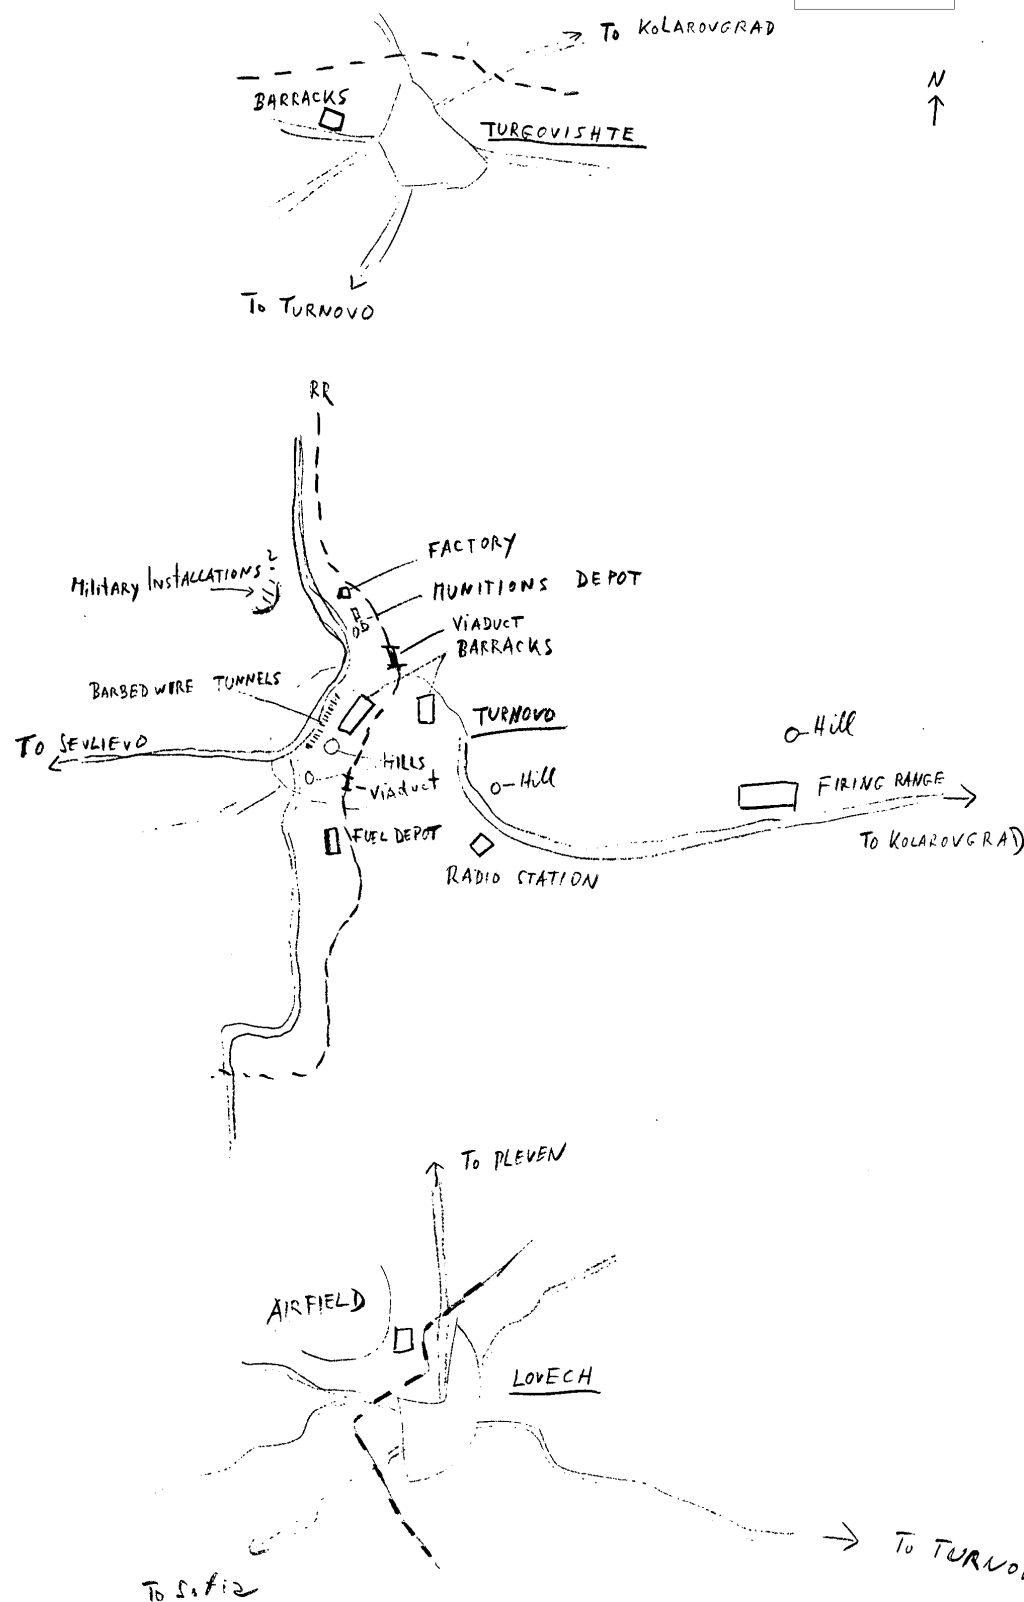 To KOLAROVGRAD
N
BARRACKS
TURGOVISHTE
To TURNOVO
RR
FACTORY
Military INSTALLATIONS?
MUNITIONS DEPOT
ViADUCT
BARRACKS
BARBED WIRE TUNNELS
TURNOVO
Hill
To SEVLIEVO
HILLS
Hill
FIRING RANGE
ViADuct
FUEL DEPOT
To KOLAROVGRAD
RADIO STATION
To PLEVEN
AIRFIELD
LOVECH
To TURNO
To Sofia